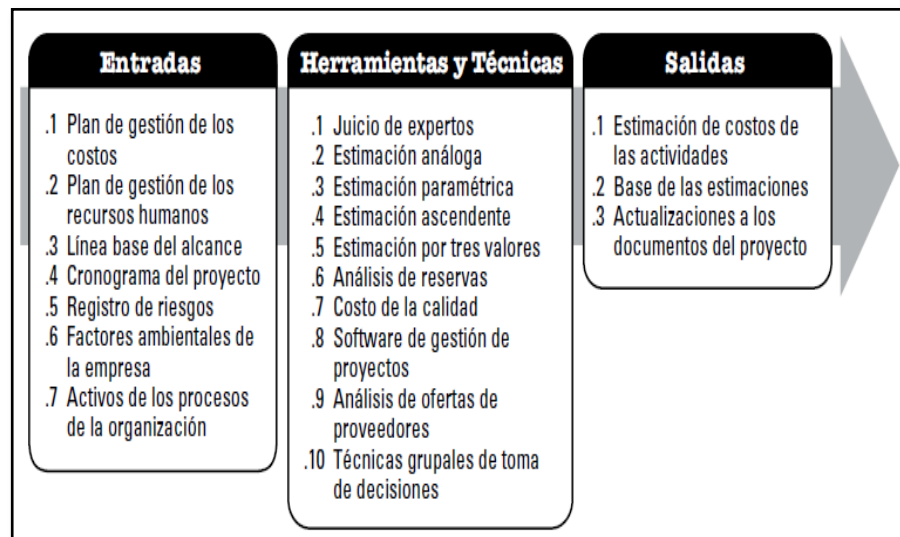 Entradas
.1 Plan de gestión de los
costos
.2 Plan de gestión de los
recursos humanos
.3 Línea base del alcance
.4 Cronograma del proyecto
.5 Registro de riesgos
.6 Factores ambientales de
la empresa
.7 Activos de los procesos
de la organización
Herramientas y Técnicas
.1 Juicio de expertos
.2 Estimación análoga
.3 Estimación paramétrica
.4 Estimación ascendente
.5 Estimación por tres valores
.6 Análisis de reservas
.7 Costo de la calidad
.8 Software de gestión de
proyectos
.9 Análisis de ofertas de
proveedores
.10 Técnicas grupales de toma
de decisiones
Salidas
.1 Estimación de costos de
las actividades
.2 Base de las estimaciones
.3 Actualizaciones a los
documentos del proyecto